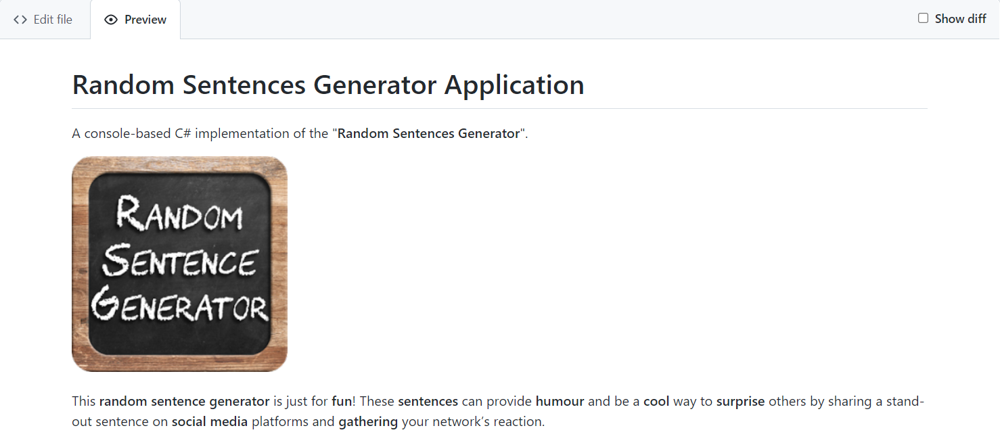 Edit file
Preview
Show diff
Random Sentences Generator Application
A console-based C# implementation of the "Random Sentences Generator".
RANDOM
SENTENCE
GENERATOR
This random sentence generator is just for fun! These sentences can provide humour and be a cool way to surprise others by sharing a stand-
out sentence on social media platforms and gathering your network’s reaction.